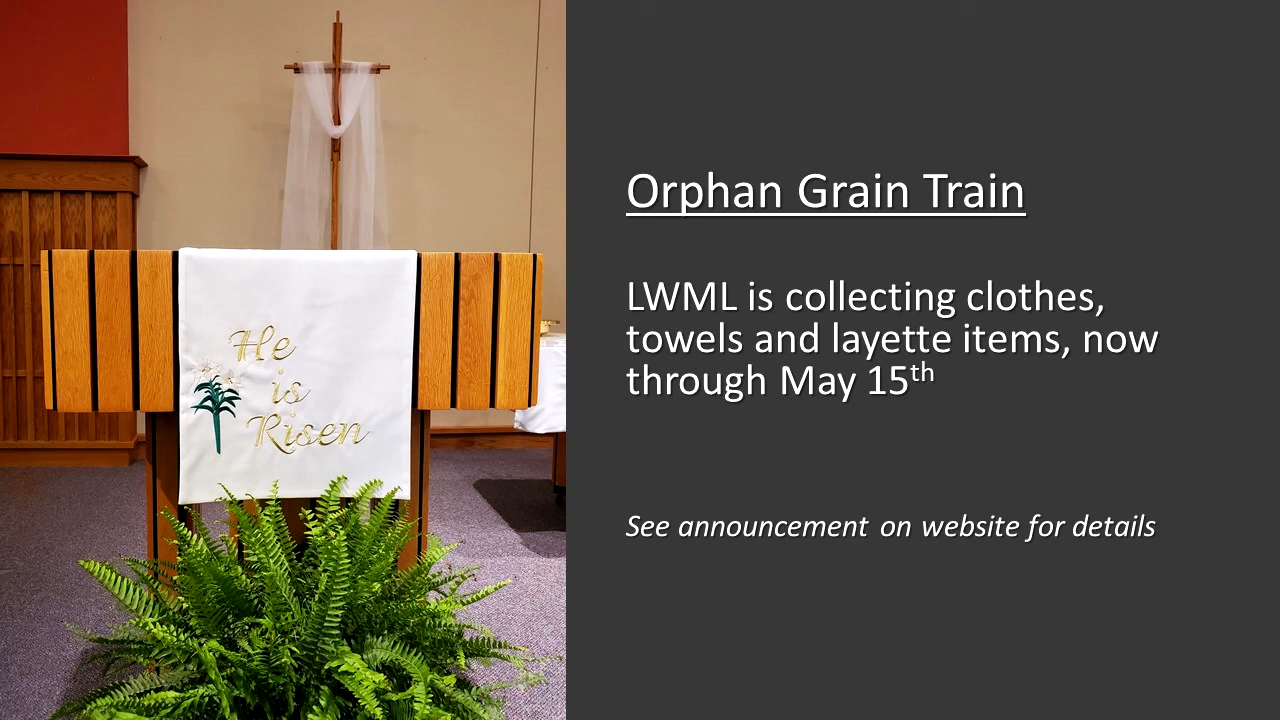 He
is
Risen
Orphan Grain Train
LWML is collecting clothes,
towels and layette items, now
through May 15th
See announcement on website for details